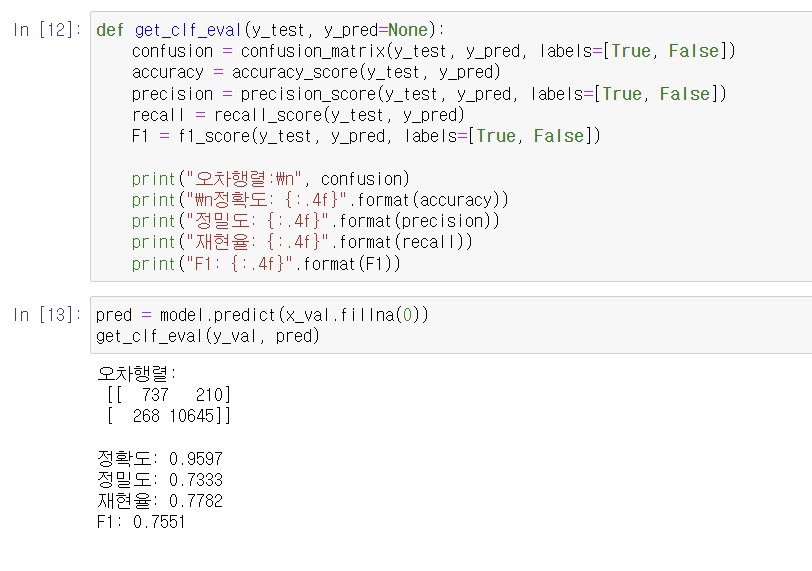 In [12]: def get_clf_eval(y_test, y_pred=None):
    confusion = confusion_matrix(y_test, y_pred, labels=[True, False])
    accuracy = accuracy_score(y_test, y_pred)
    precision = precision_score(y_test, y_pred, labels=[True, False])
    recall = recall_score(y_test, y_pred)
    F1 = f1_score(y_test, y_pred, labels=[True, False])
    print("오차행렬:₩n", confusion)
    print("₩n정확도: {:.4f}".format(accuracy))
    print("정밀도: {:.4f}".format(precision))
    print("재현율: {:.4f}".format(recall))
    print("F1: {:.4f}".format(F1))
In [13]: pred = model.predict(x_val.fillna(0))
get_clf_eval(y_val, pred)
오차행렬:
 [[  737   210]
 [  268 10645]]
정확도: 0.9597
정밀도: 0.7333
재현율: 0.7782
F1: 0.7551